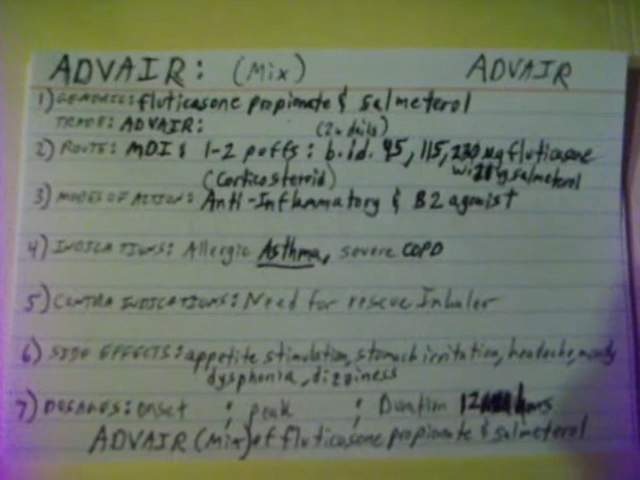 ADVAIR: (Mix) ADVAIR
1) GENERIC: fluticasone propionate & salmeterol
TRADE: ADVAIR: (2x daily)
2) ROUTE: MDI: 1-2 puffs: b.i.d. 45, 115, 230 µg fluticasone
(corticosteroid) w/ 21 µg salmeterol
3) MODES OF ACTION: Anti-Inflammatory & B2 agonist
4) INDICATIONS: Allergic Asthma, severe COPD
5) CONTRA INDICATIONS: Need for rescue Inhaler
6) SIDE EFFECTS: appetite stimulation, stomach irritation, headache,
dysphonia, dizziness
7) DOSAGES: onset ; peak ; Duration 12 hours
ADVAIR (Mix) of fluticasone propionate & salmeterol